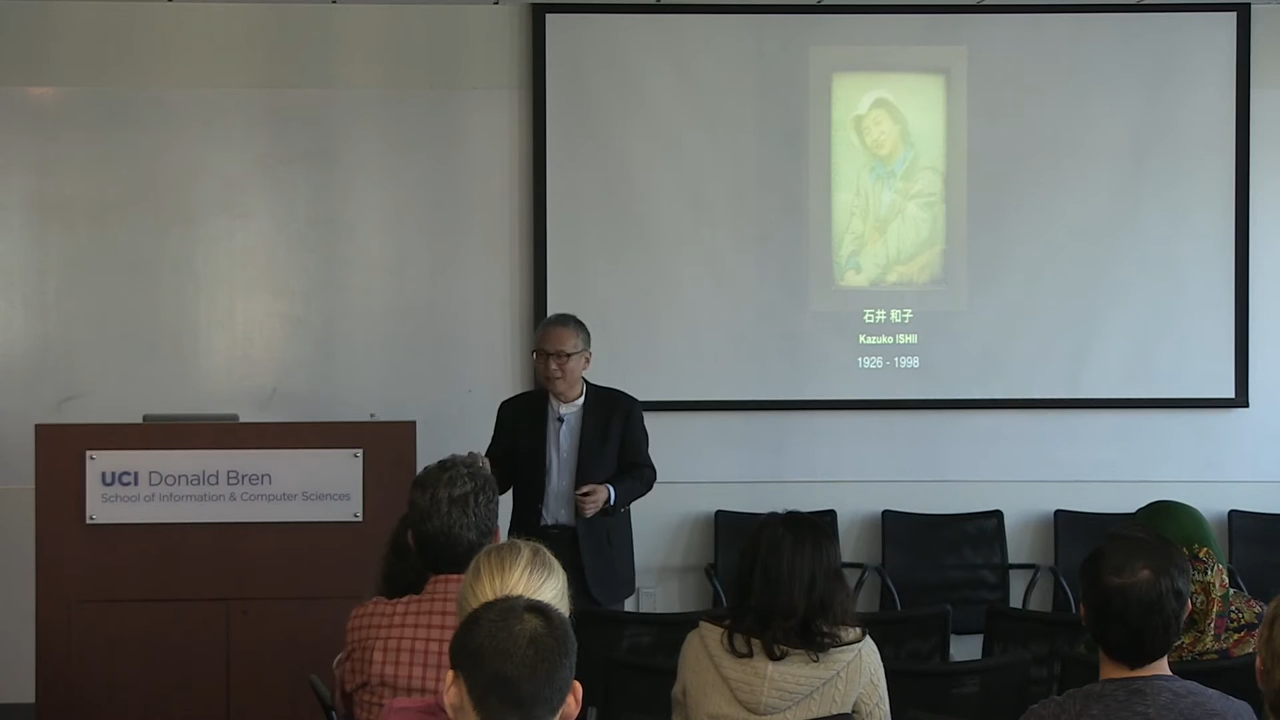 UCI Donald Bren
School of Information & Computer Sciences
石井 和子
Kazuko ISHII
1926 - 1998